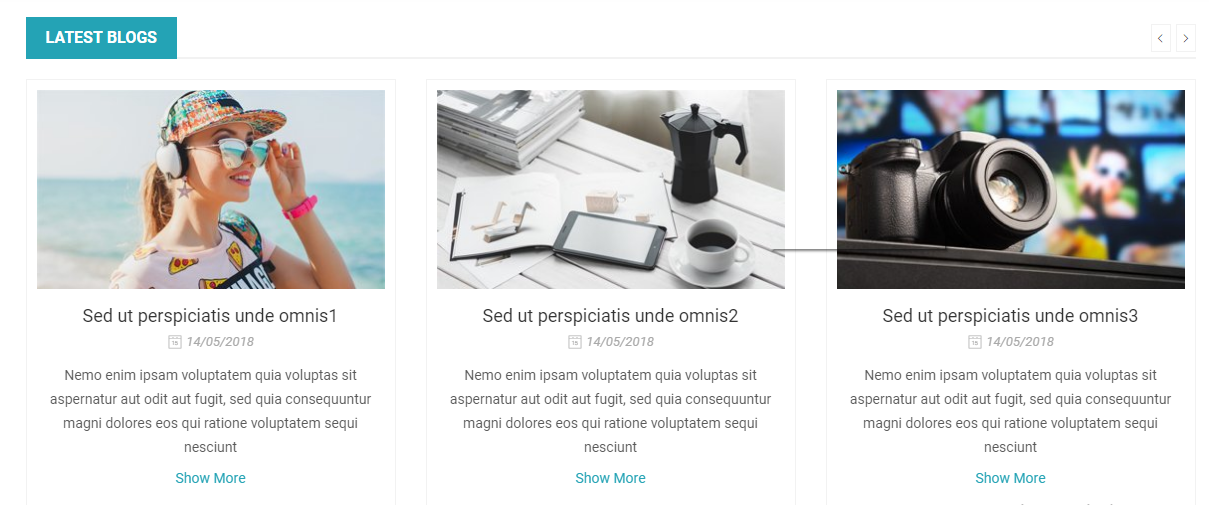 LATEST BLOGS
Sed ut perspiciatis unde omnis1
14/05/2018
Nemo enim ipsam voluptatem quia voluptas sit
aspernatur aut odit aut fugit, sed quia consequuntur
magni dolores eos qui ratione voluptatem sequi
nesciunt
Show More
Sed ut perspiciatis unde omnis2
14/05/2018
Nemo enim ipsam voluptatem quia voluptas sit
aspernatur aut odit aut fugit, sed quia consequuntur
magni dolores eos qui ratione voluptatem sequi
nesciunt
Show More
Sed ut perspiciatis unde omnis3
14/05/2018
Nemo enim ipsam voluptatem quia voluptas sit
aspernatur aut odit aut fugit, sed quia consequuntur
magni dolores eos qui ratione voluptatem sequi
nesciunt
Show More